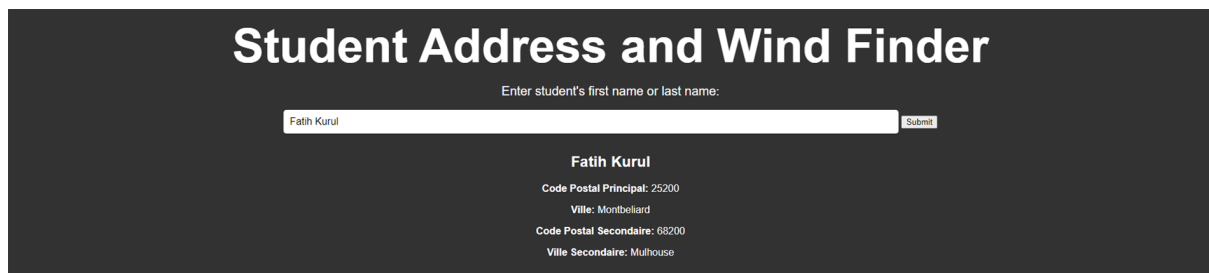 Student Address and Wind Finder
Enter student's first name or last name:
Fatih Kurul Submit
Fatih Kurul
Code Postal Principal: 25200
Ville: Montbeliard
Code Postal Secondaire: 68200
Ville Secondaire: Mulhouse